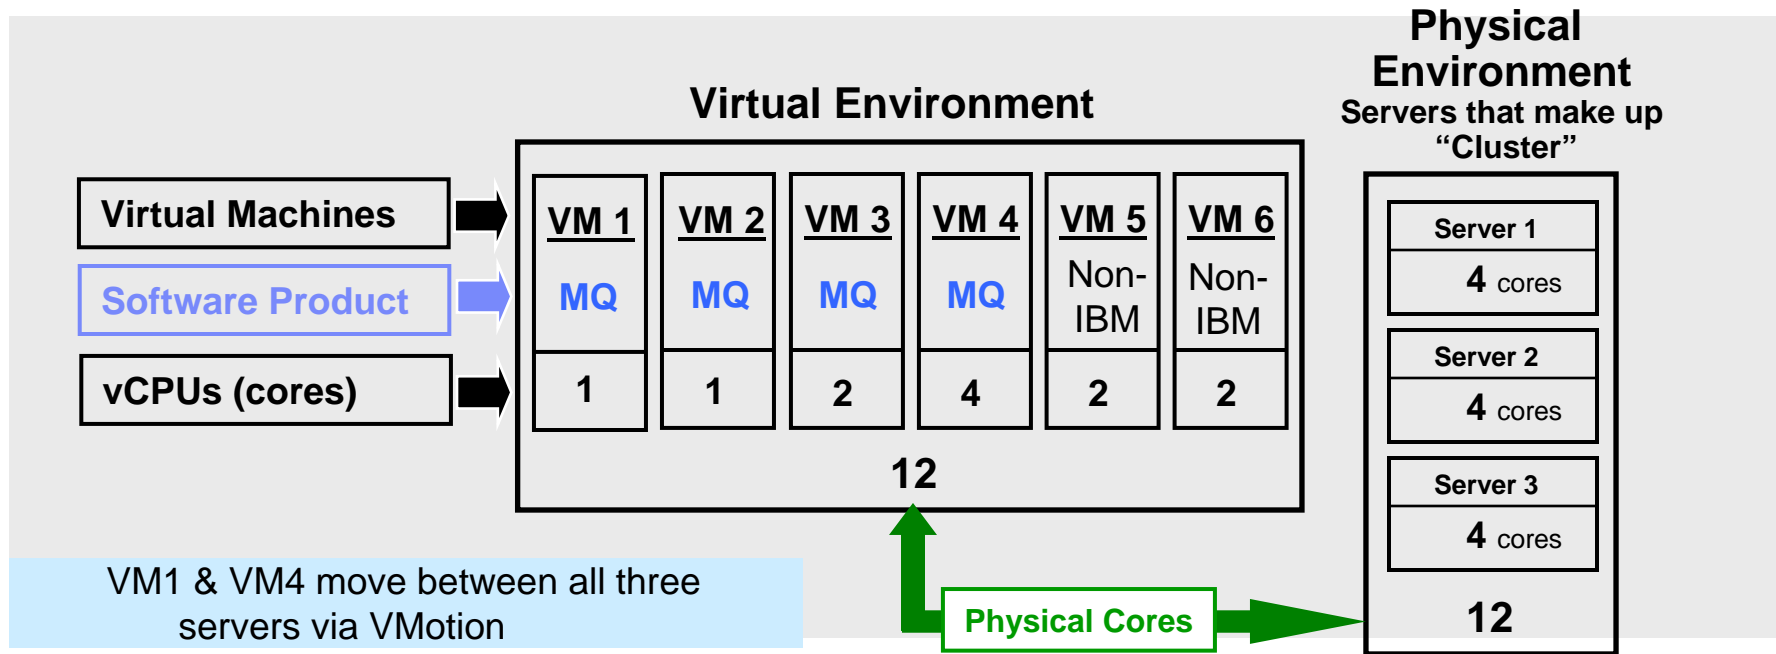 Physical
Environment
Servers that make up
“Cluster”
Virtual Environment
Virtual Machines
VM 1 VM 2 VM 3 VM 4 VM 5 VM 6
Software Product
MQ MQ MQ MQ Non-
IBM Non-
IBM
vCPUs (cores)
1 1 2 4 2 2
12
Server 1
4 cores
Server 2
4 cores
Server 3
4 cores
12
Physical Cores
VM1 & VM4 move between all three
servers via VMotion